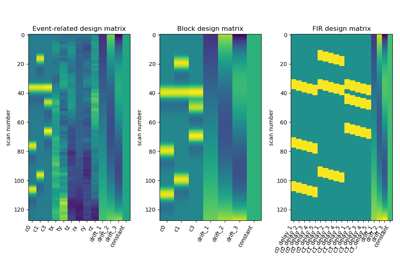 Event-related design matrix
Block design matrix
FIR design matrix
scan number
0
20
40
60
80
100
120
c0
c1
c3
tx
ty
tz
rx
ry
rz
drift_1
drift_2
drift_3
constant
scan number
0
20
40
60
80
100
120
c0
c1
c3
drift_1
drift_2
drift_3
constant
scan number
0
20
40
60
80
100
120
c0_delay_1
c0_delay_2
drift_1
drift_2
drift_3
constant